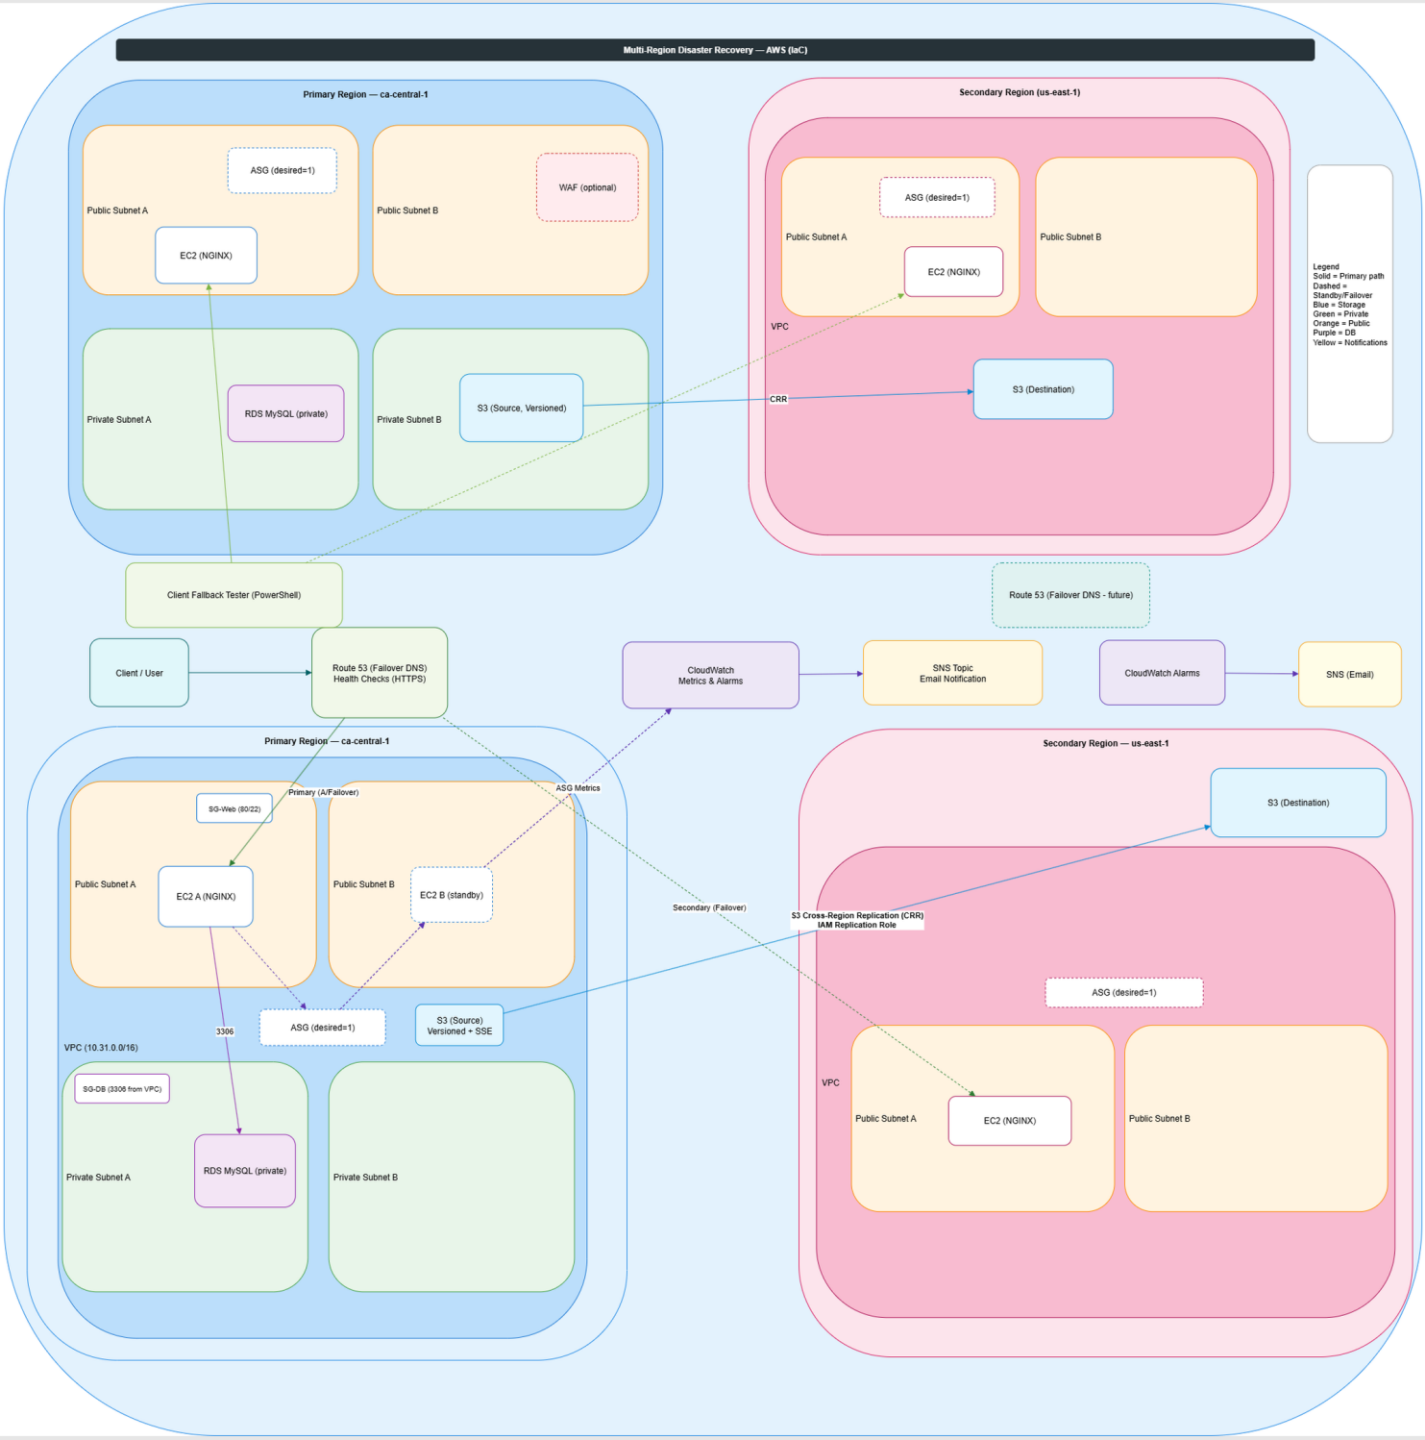 Multi-Region Disaster Recovery — AWS (IaC)
Primary Region — ca-central-1
ASG (desired=1)
Public Subnet A
EC2 (NGINX)
WAF (optional)
Public Subnet B
Private Subnet A
RDS MySQL (private)
Private Subnet B
S3 (Source, Versioned)
CRR
Secondary Region (us-east-1)
ASG (desired=1)
Public Subnet A
EC2 (NGINX)
Public Subnet B
VPC
S3 (Destination)
Legend
Solid = Primary path
Dashed =
Standby/Failover
Blue = Storage
Green = Private
Orange = Public
Purple = DB
Yellow = Notifications
Client Fallback Tester (PowerShell)
Route 53 (Failover DNS - future)
Client / User
Route 53 (Failover DNS)
Health Checks (HTTPS)
CloudWatch
Metrics & Alarms
SNS Topic
Email Notification
CloudWatch Alarms
SNS (Email)
Primary Region — ca-central-1
Primary (A/Failover)
SG-Web (80/22)
Public Subnet A
EC2 A (NGINX)
Public Subnet B
EC2 B (standby)
ASG Metrics
Secondary (Failover)
ASG (desired=1)
S3 (Source)
Versioned + SSE
3306
VPC (10.31.0.0/16)
SG-DB (3306 from VPC)
Private Subnet A
RDS MySQL (private)
Private Subnet B
Secondary Region — us-east-1
S3 (Destination)
S3 Cross-Region Replication (CRR)
IAM Replication Role
ASG (desired=1)
VPC
Public Subnet A
EC2 (NGINX)
Public Subnet B